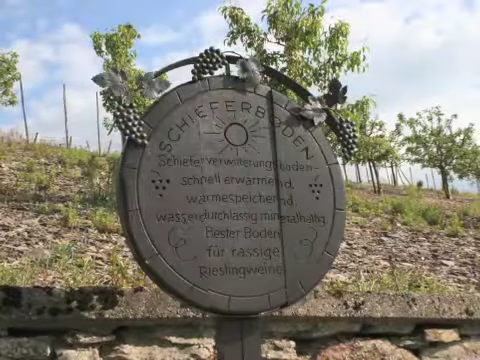 SCHIEFERBODEN
Schieferverwitterungsboden-
schnell erwärmend,
wärmespeichernd,
wasserdurchlässig mineralhaltig.
Bester Boden
für rassige
Rieslingweine